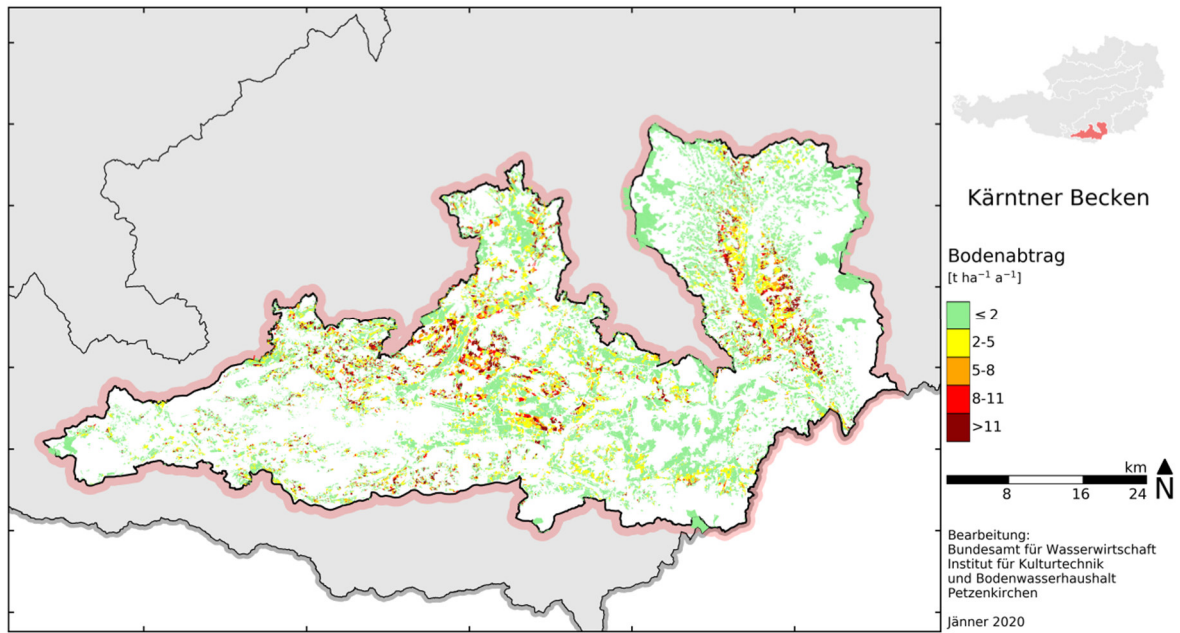 Kärntner Becken
Bodenabtrag
[t ha⁻¹ a⁻¹]
≤ 2
2-5
5-8
8-11
>11
km
8 16 24
N
Bearbeitung:
Bundesamt für Wasserwirtschaft
Institut für Kulturtechnik
und Bodenwasserhaushalt
Petzenkirchen
Jänner 2020